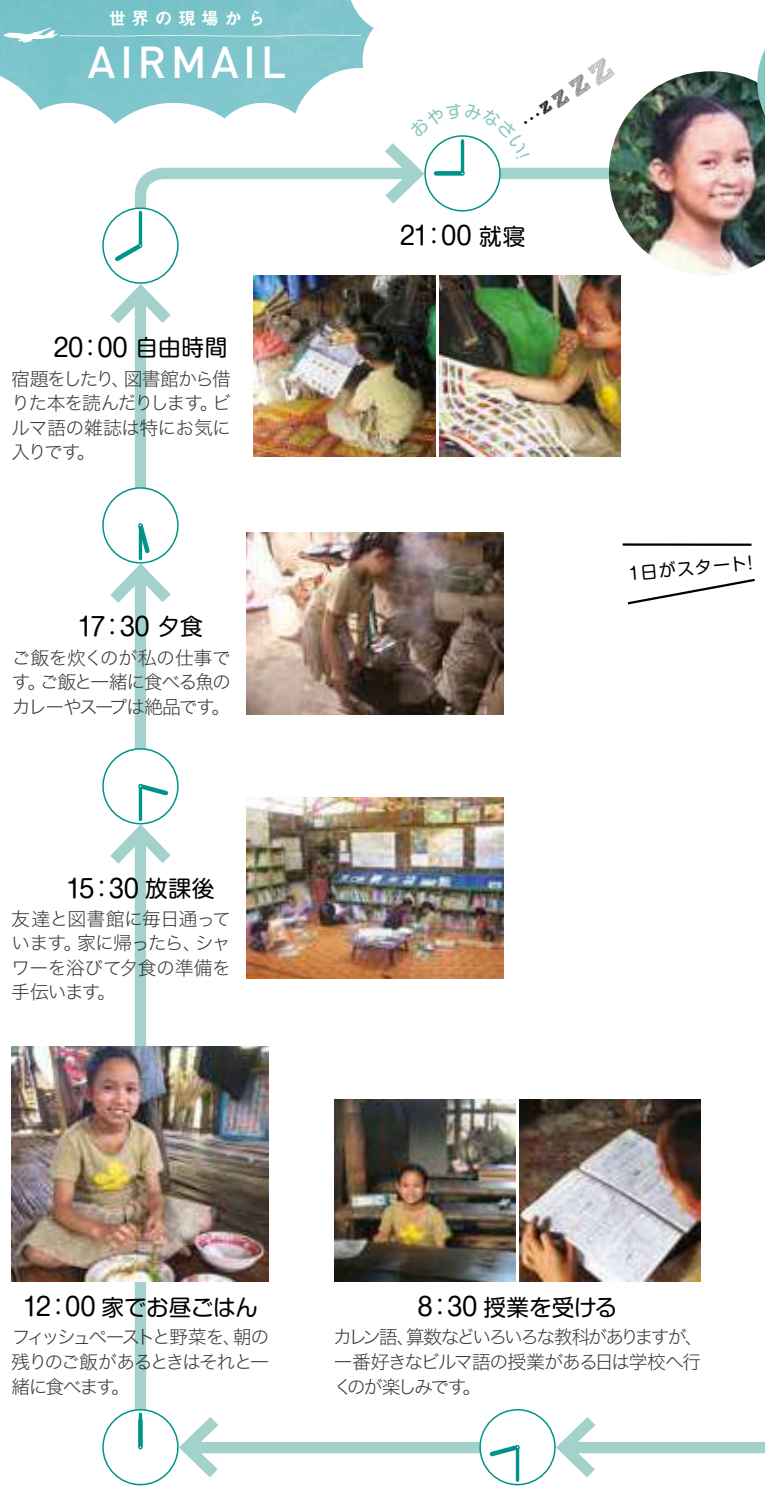 世界の現場から
AIRMAIL
おやすみなさい!
...zzZZ
21:00 就寝
20:00 自由時間
宿題をしたり、図書館から借
りた本を読んだりします。ビ
ルマ語の雑誌は特にお気に
入りです。
1日がスタート!
17:30 夕食
ご飯を炊くのが私の仕事で
す。ご飯と一緒に食べる魚の
カレーやスープは絶品です。
15:30 放課後
友達と図書館に毎日通って
います。家に帰ったら、シャ
ワーを浴びて夕食の準備を
手伝います。
12:00 家でお昼ごはん
フィッシュペーストと野菜を、朝の
残りのご飯があるときはそれと一
緒に食べます。
8:30 授業を受ける
カレン語、算数などいろいろな教科がありますが、
一番好きなビルマ語の授業がある日は学校へ行
くのが楽しみです。